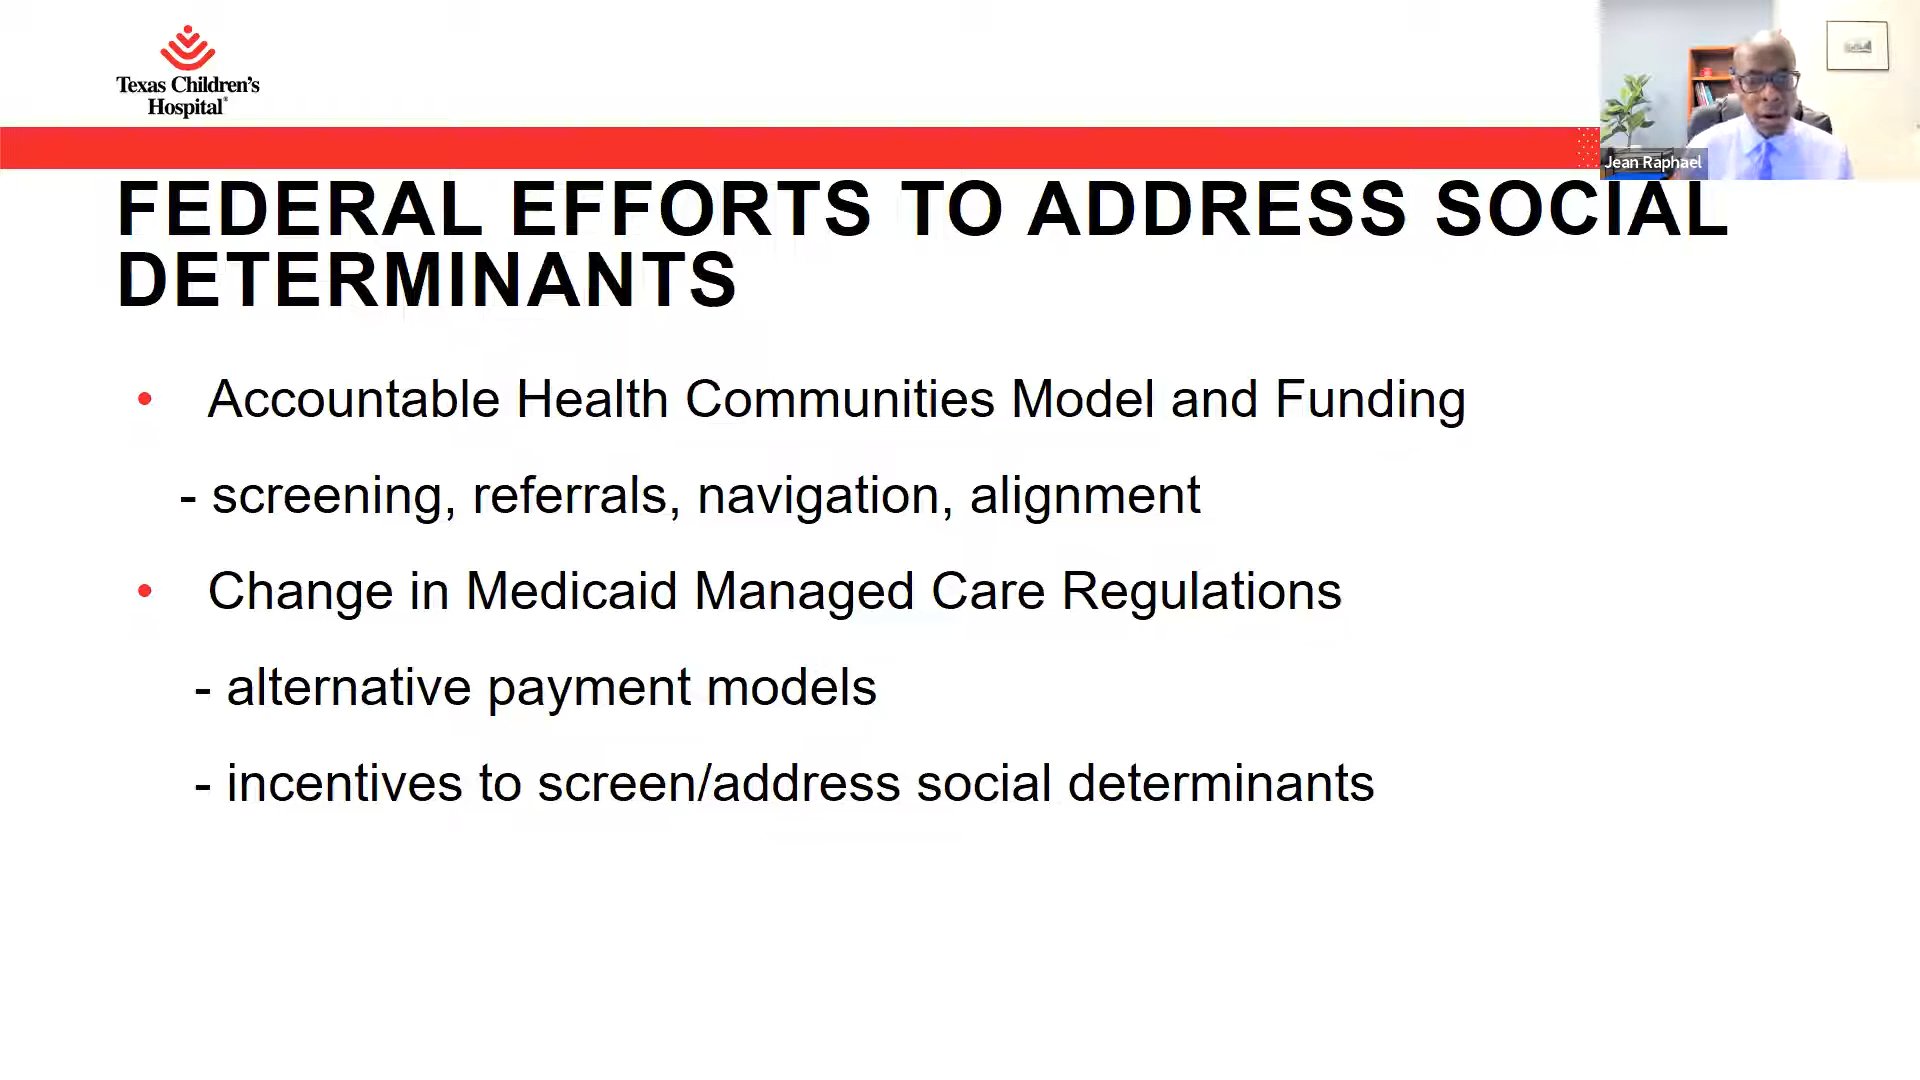 Texas Children's
Hospital®
Jean Raphael
FEDERAL EFFORTS TO ADDRESS SOCIAL
DETERMINANTS
• Accountable Health Communities Model and Funding
- screening, referrals, navigation, alignment
• Change in Medicaid Managed Care Regulations
- alternative payment models
- incentives to screen/address social determinants